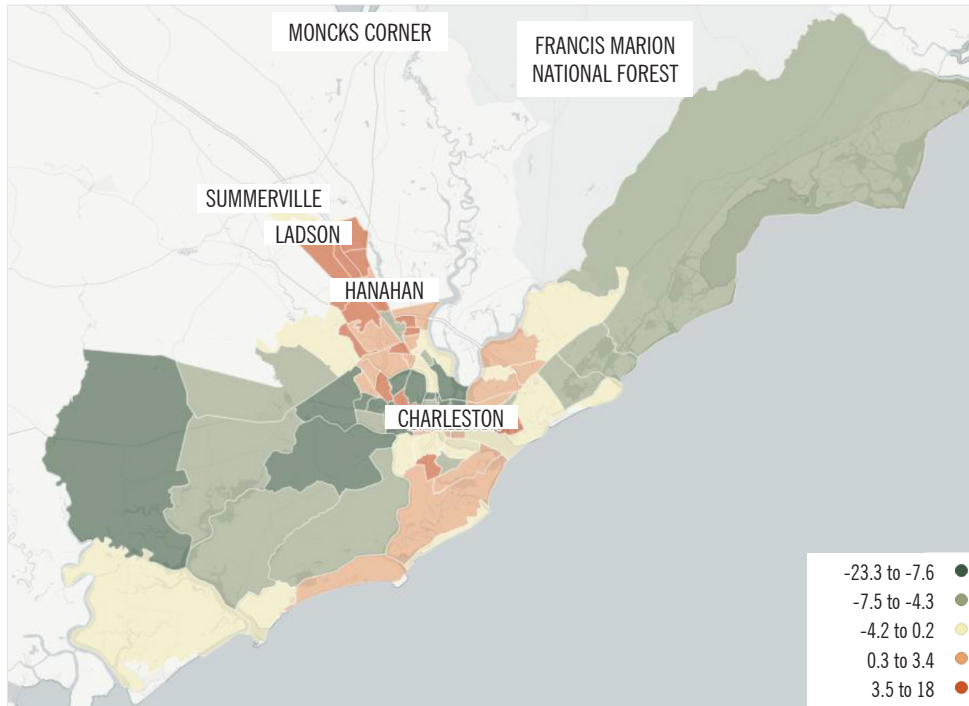 MONCKS CORNER
FRANCIS MARION
NATIONAL FOREST
SUMMERVILLE
LADSON
HANAHAN
CHARLESTON
-23.3 to -7.6
-7.5 to -4.3
-4.2 to 0.2
0.3 to 3.4
3.5 to 18